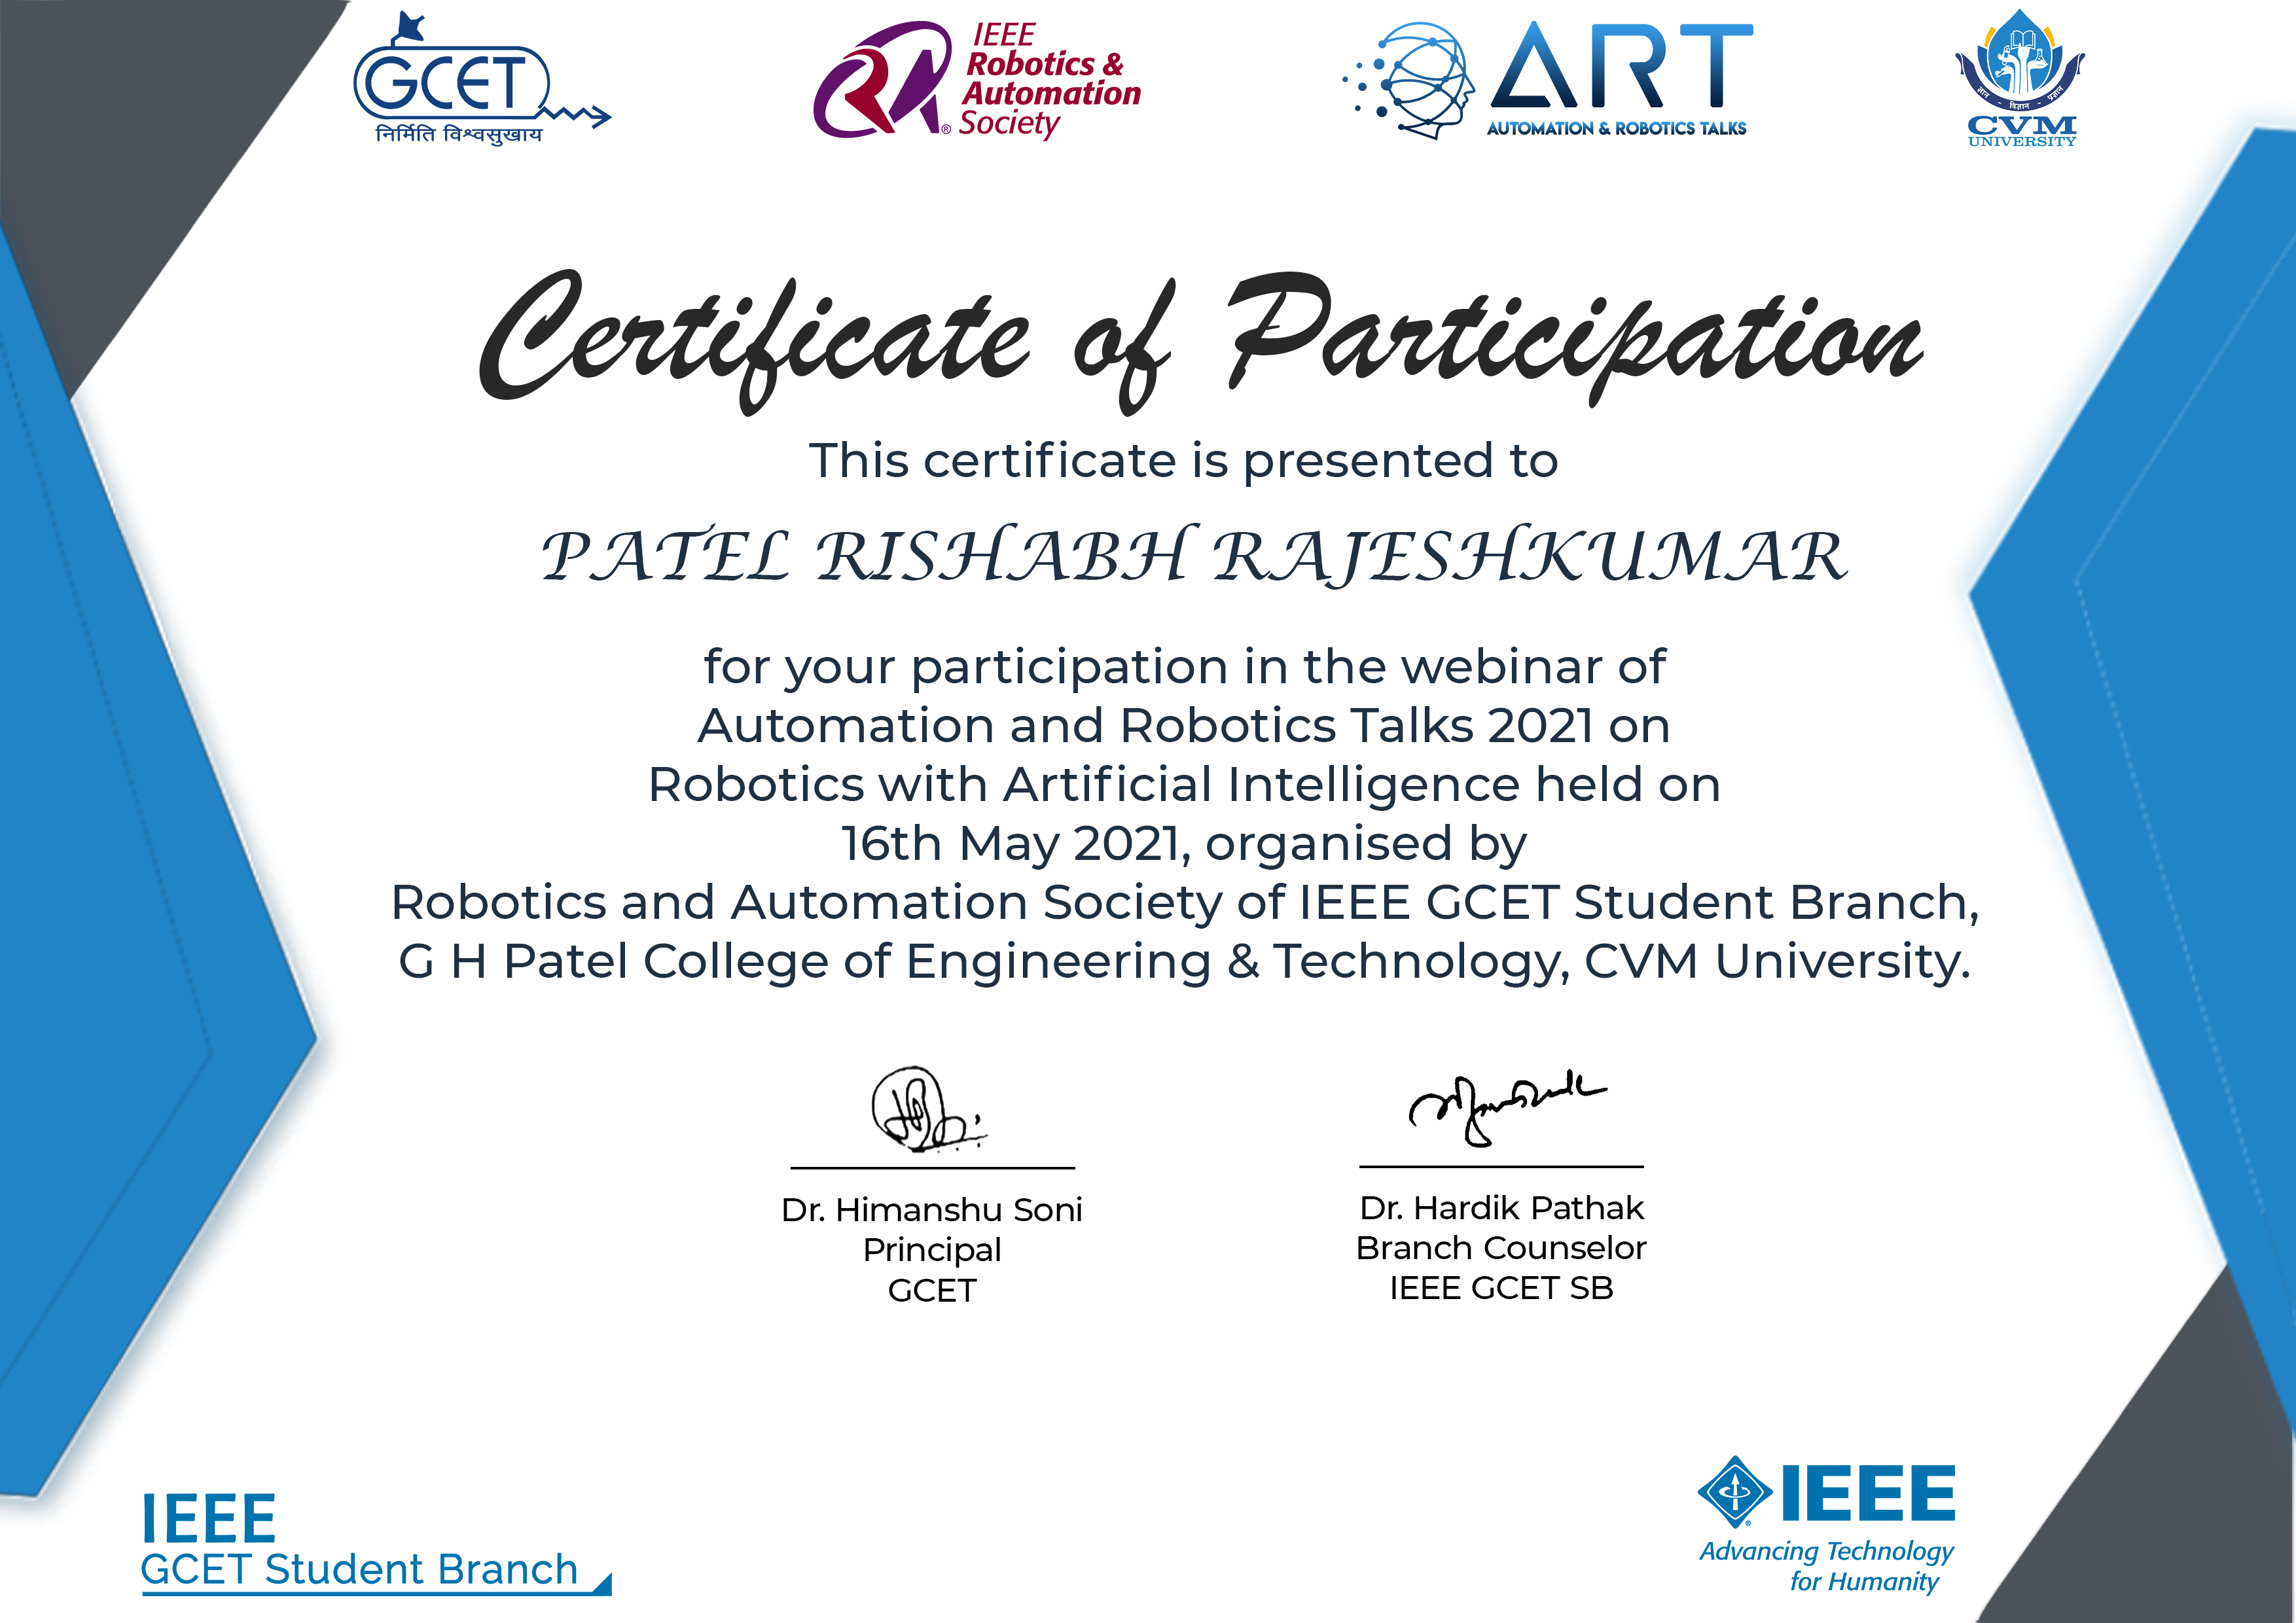 GCET
निर्मिति विश्वसुखाय
IEEE
Robotics &
Automation
Society
®
ART
AUTOMATION & ROBOTICS TALKS
ज्ञान - विज्ञान - प्रज्ञान
CVM
UNIVERSITY
Certificate of Participation
This certificate is presented to
PATEL RISHABH RAJESHKUMAR
for your participation in the webinar of
Automation and Robotics Talks 2021 on
Robotics with Artificial Intelligence held on
16th May 2021, organised by
Robotics and Automation Society of IEEE GCET Student Branch,
G H Patel College of Engineering & Technology, CVM University.
Dr. Himanshu Soni
Principal
GCET
Dr. Hardik Pathak
Branch Counselor
IEEE GCET SB
IEEE
GCET Student Branch
IEEE
®
Advancing Technology
for Humanity